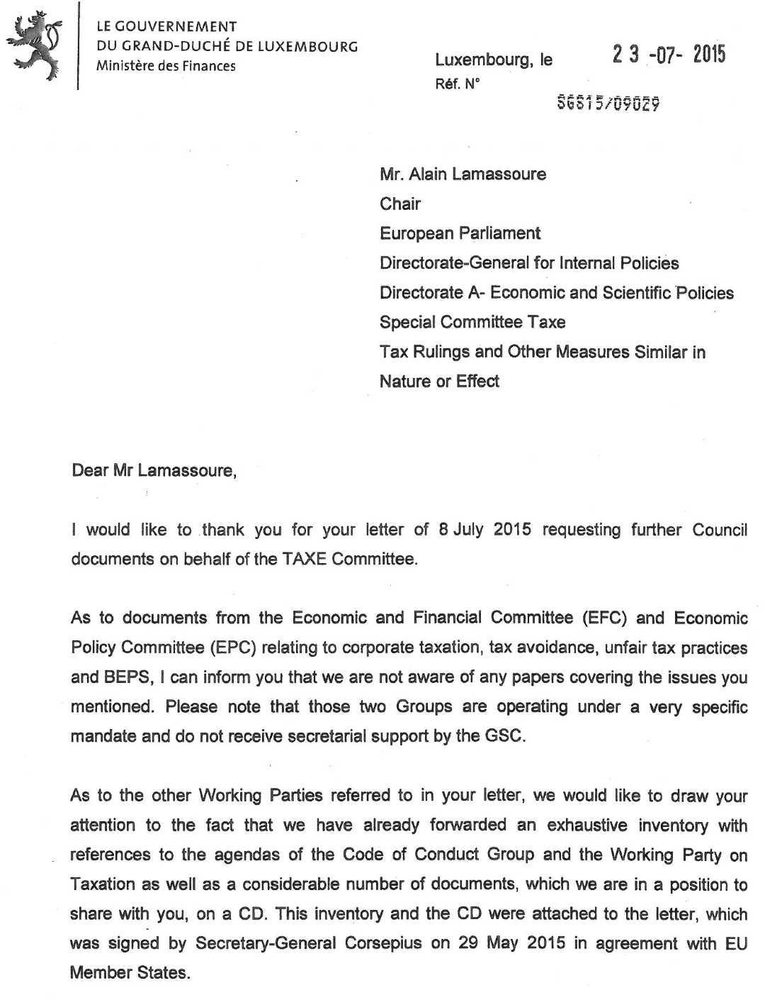 LE GOUVERNEMENT
DU GRAND-DUCHÉ DE LUXEMBOURG
Ministère des Finances
Luxembourg, le 23 -07- 2015
Réf. N°
SGS15/09029
Mr. Alain Lamassoure
Chair
European Parliament
Directorate-General for Internal Policies
Directorate A- Economic and Scientific Policies
Special Committee Taxe
Tax Rulings and Other Measures Similar in
Nature or Effect
Dear Mr Lamassoure,
I would like to thank you for your letter of 8 July 2015 requesting further Council
documents on behalf of the TAXE Committee.
As to documents from the Economic and Financial Committee (EFC) and Economic
Policy Committee (EPC) relating to corporate taxation, tax avoidance, unfair tax practices
and BEPS, I can inform you that we are not aware of any papers covering the issues you
mentioned. Please note that those two Groups are operating under a very specific
mandate and do not receive secretarial support by the GSC.
As to the other Working Parties referred to in your letter, we would like to draw your
attention to the fact that we have already forwarded an exhaustive inventory with
references to the agendas of the Code of Conduct Group and the Working Party on
Taxation as well as a considerable number of documents, which we are in a position to
share with you, on a CD. This inventory and the CD were attached to the letter, which
was signed by Secretary-General Corsepius on 29 May 2015 in agreement with EU
Member States.